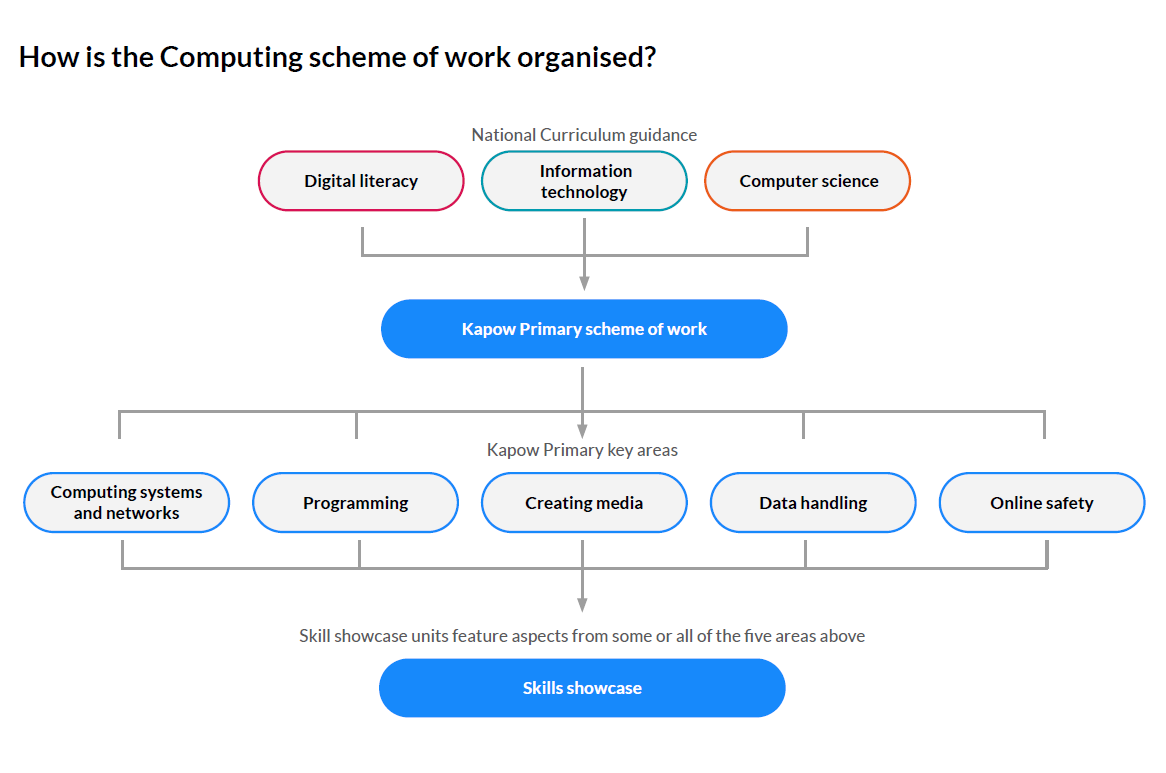 How is the Computing scheme of work organised?
National Curriculum guidance
Digital literacy
Information
technology
Computer science
Kapow Primary scheme of work
Kapow Primary key areas
Computing systems
and networks
Programming
Creating media
Data handling
Online safety
Skill showcase units feature aspects from some or all of the five areas above
Skills showcase